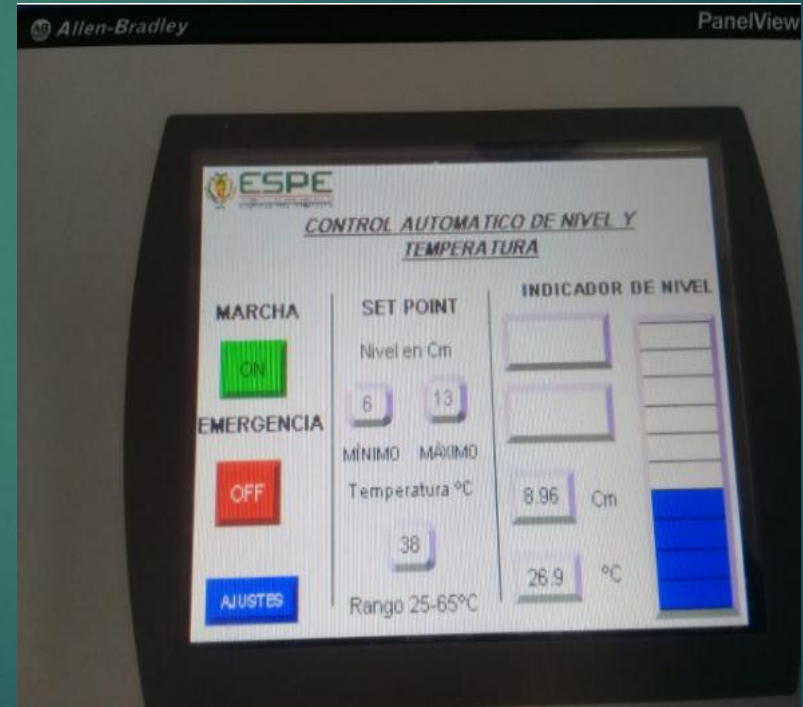 Allen-Bradley
PanelView
ESPE
CONTROL AUTOMATICO DE NIVEL Y
TEMPERATURA
MARCHA
ON
EMERGENCIA
OFF
AJUSTES
SET POINT
Nivel en Cm
6 13
MÍNIMO MÁXIMO
Temperatura ºC
38
Rango 25-65ºC
INDICADOR DE NIVEL
8.96 Cm
26.9 ºC